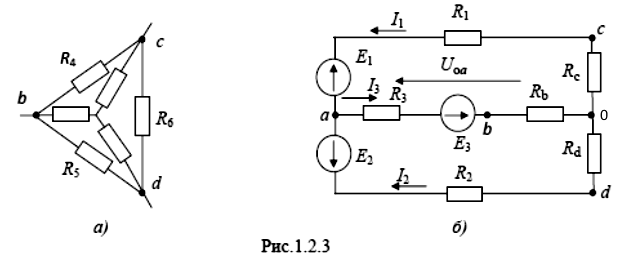 R4
c
b
R6
R5
d
а)
I1
R1
c
E1
Uoa
Rc
I3
R3
Rb
a
b
0
E3
E2
Rd
I2
R2
d
б)
Рис.1.2.3